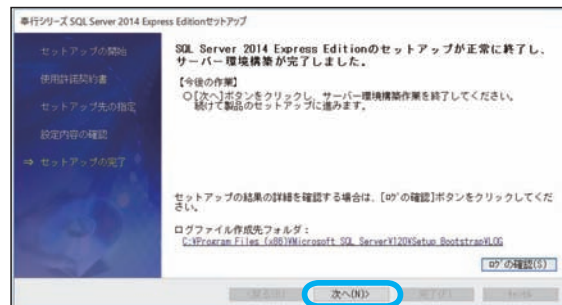 奉行シリーズ SQL Server 2014 Express Editionセットアップ
セットアップの開始
使用許諾契約書
セットアップ先の指定
設定内容の確認
⇒ セットアップの完了
SQL Server 2014 Express Editionのセットアップが正常に終了し、
サーバー環境構築が完了しました。
【今後の作業】
○[次へ]ボタンをクリックし、サーバー環境構築作業を終了してください。
続けて製品のセットアップに進みます。
セットアップの結果の詳細を確認する場合は、[ログの確認]ボタンをクリックしてくだ
さい。
ログファイル作成先フォルダ：
C:¥Program Files (x86)¥Microsoft SQL Server¥120¥Setup Bootstrap¥LOG
ログの確認(S)
次へ(N)>
完了(F)